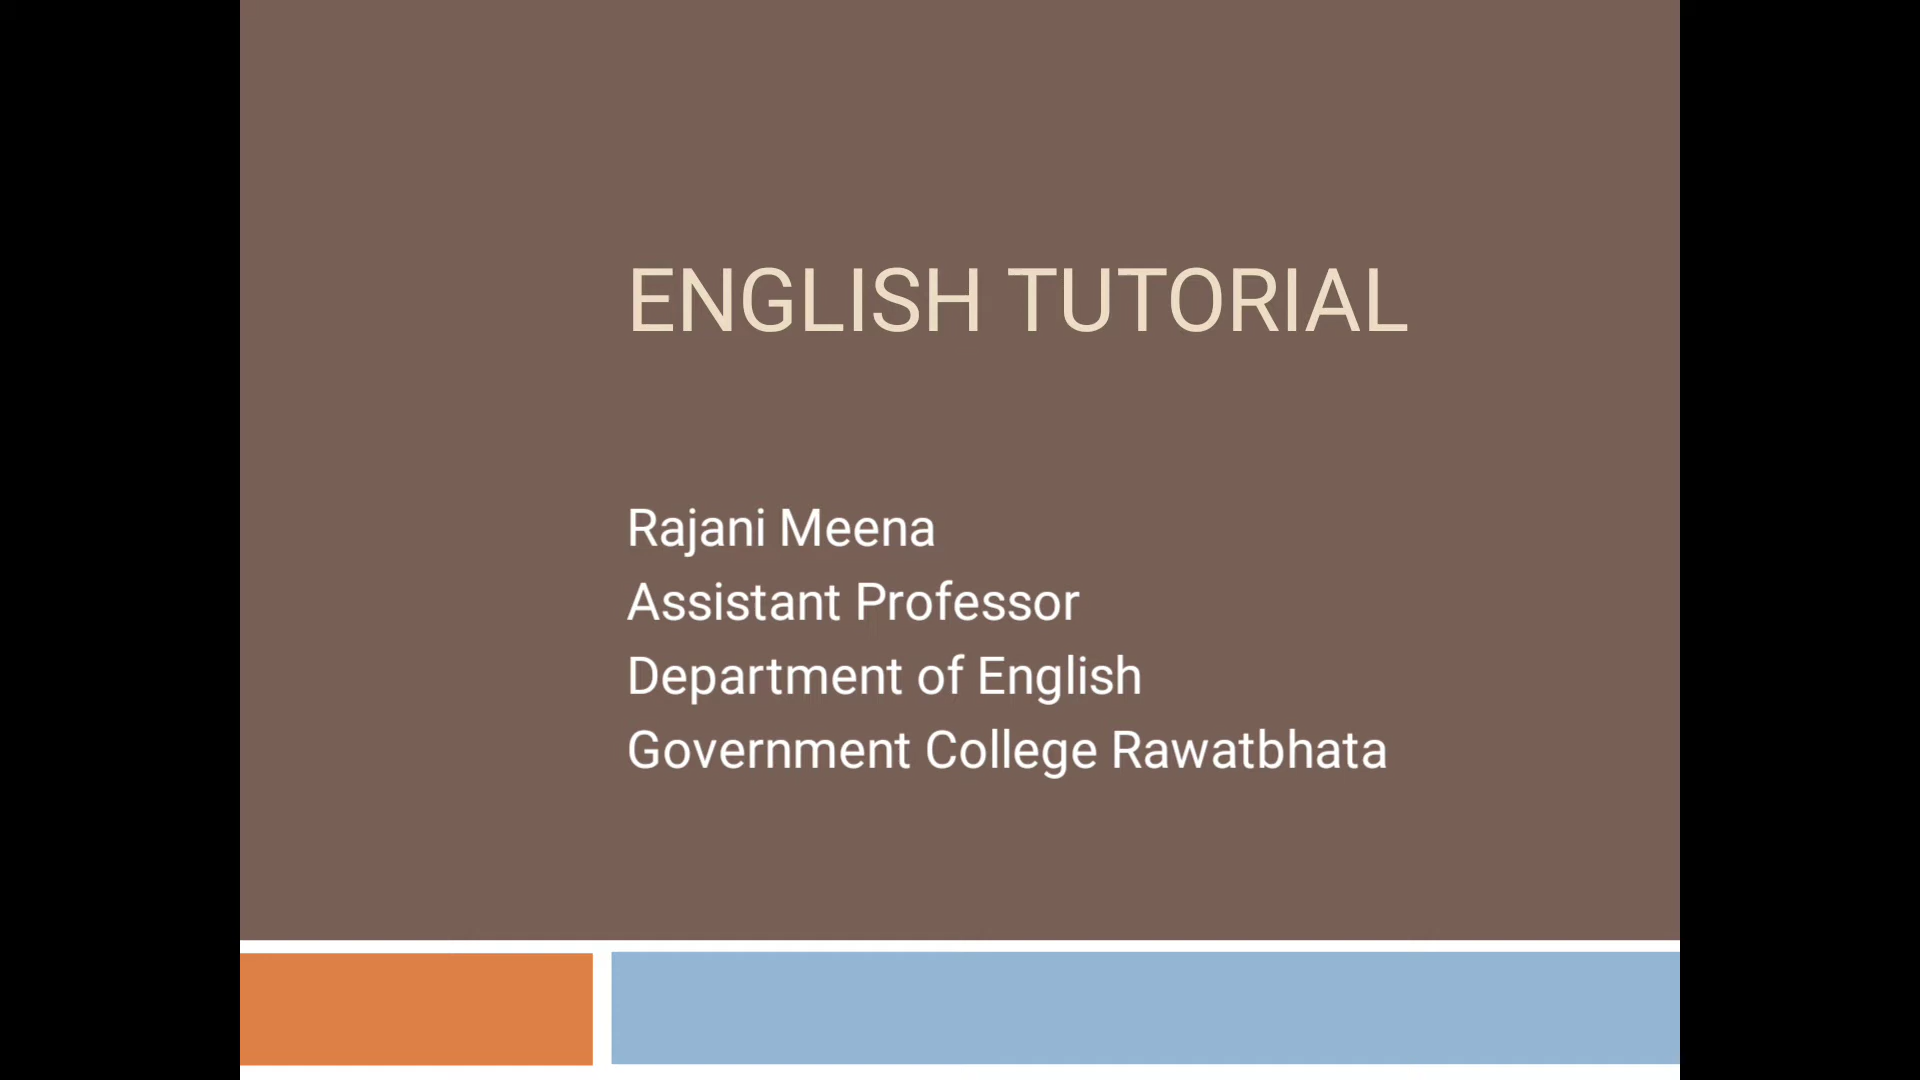 ENGLISH TUTORIAL
Rajani Meena
Assistant Professor
Department of English
Government College Rawatbhata